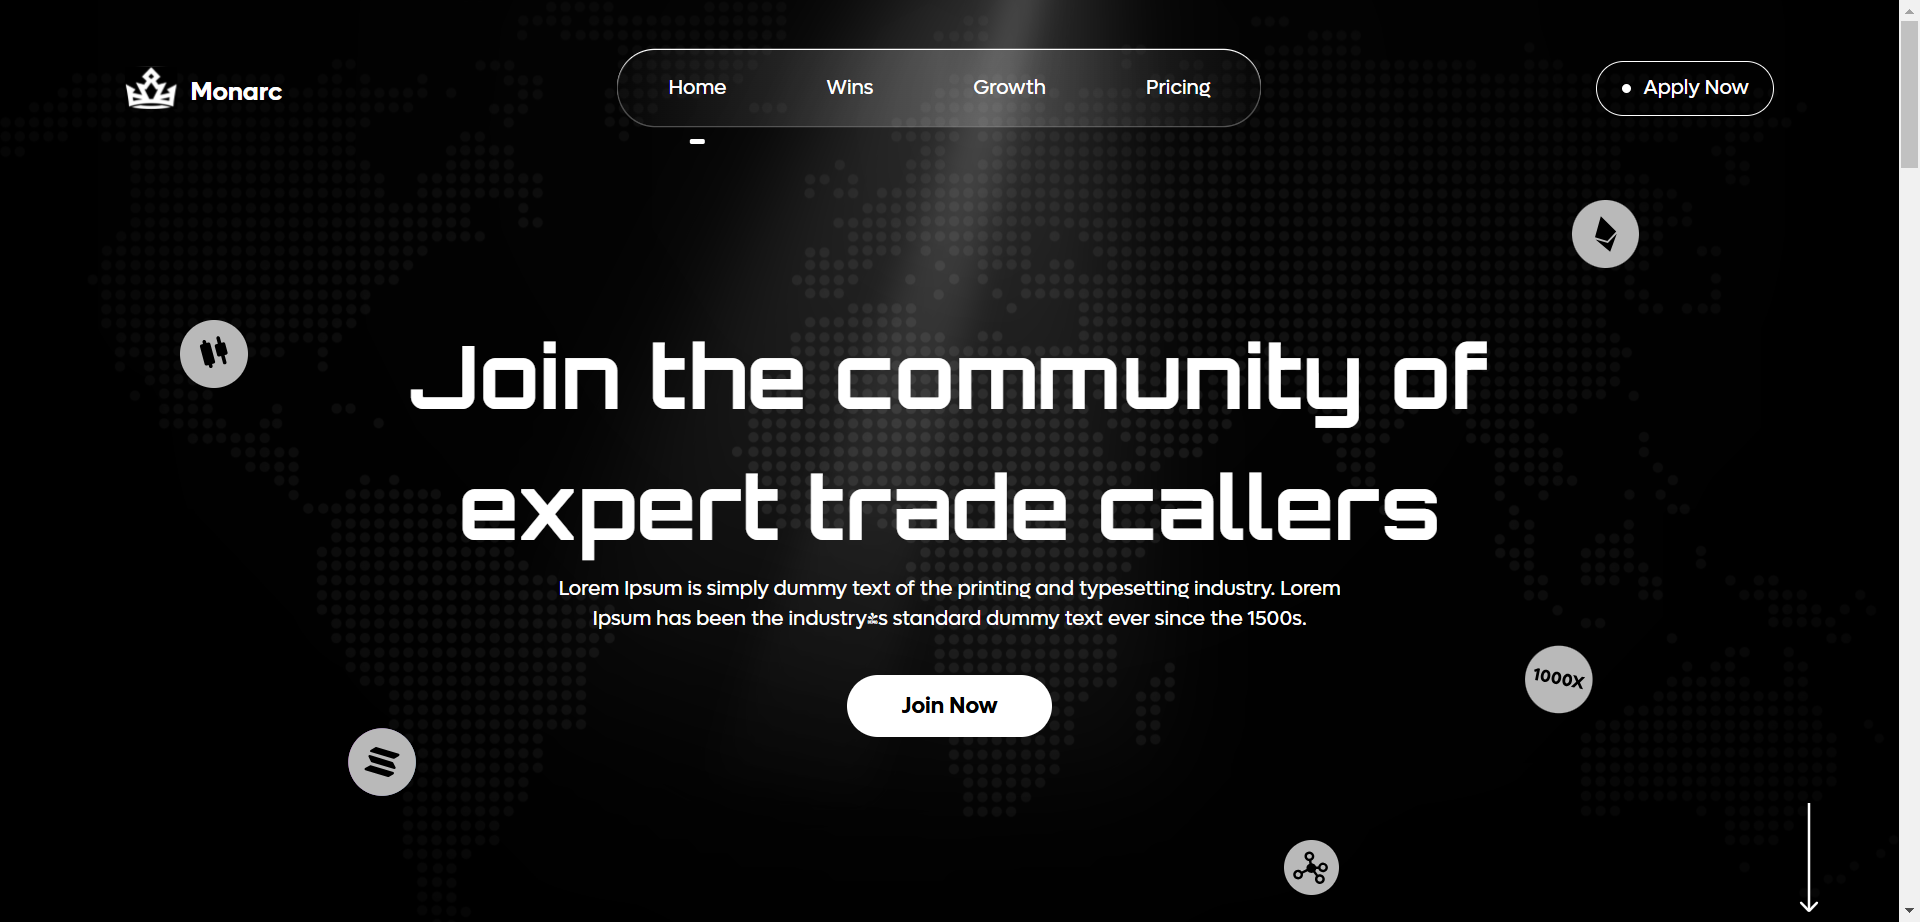 Monarc
Home
Wins
Growth
Pricing
Apply Now
Join the community of
expert trade callers
Lorem Ipsum is simply dummy text of the printing and typesetting industry. Lorem
Ipsum has been the industry s standard dummy text ever since the 1500s.
Join Now
1000X